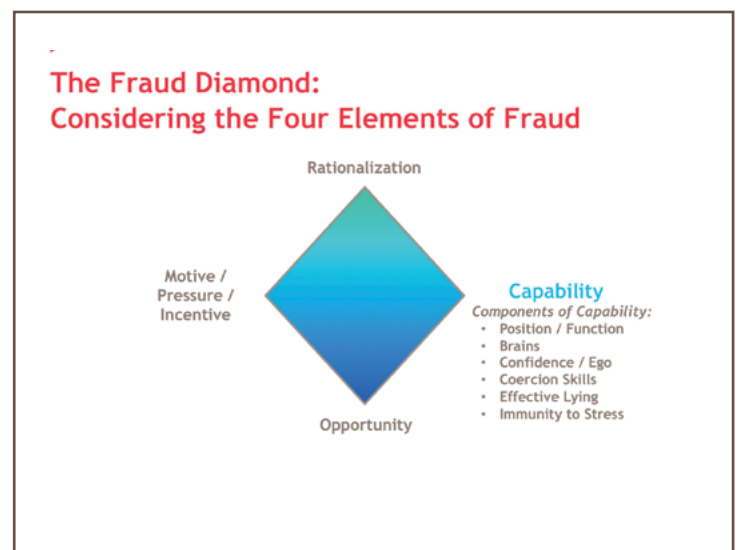 The Fraud Diamond:
Considering the Four Elements of Fraud
Rationalization
Motive /
Pressure /
Incentive
Capability
Components of Capability:
• Position / Function
• Brains
• Confidence / Ego
• Coercion Skills
• Effective Lying
• Immunity to Stress
Opportunity